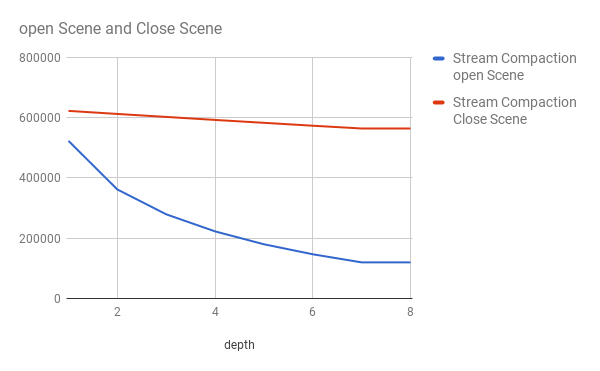 open Scene and Close Scene
800000
600000
400000
200000
0
2
4
6
8
depth
Stream Compaction
open Scene
Stream Compaction
Close Scene